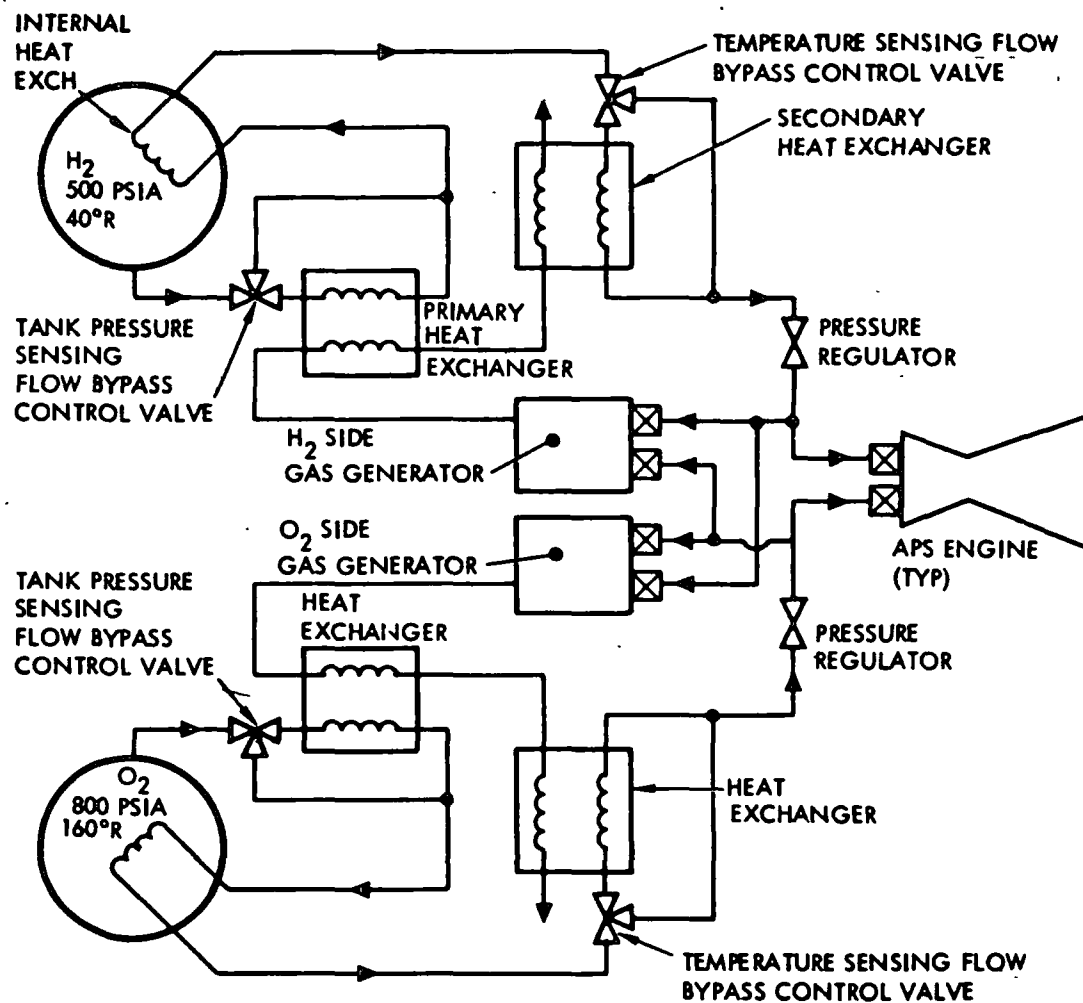 INTERNAL
HEAT
EXCH
H2
500 PSIA
40°R
TEMPERATURE SENSING FLOW
BYPASS CONTROL VALVE
SECONDARY
HEAT EXCHANGER
TANK PRESSURE
SENSING
FLOW BYPASS
CONTROL VALVE
PRIMARY
HEAT
EXCHANGER
PRESSURE
REGULATOR
H2 SIDE
GAS GENERATOR
O2 SIDE
GAS GENERATOR
APS ENGINE
(TYP)
TANK PRESSURE
SENSING
FLOW BYPASS
CONTROL VALVE
HEAT
EXCHANGER
PRESSURE
REGULATOR
O2
800 PSIA
160°R
HEAT
EXCHANGER
TEMPERATURE SENSING FLOW
BYPASS CONTROL VALVE